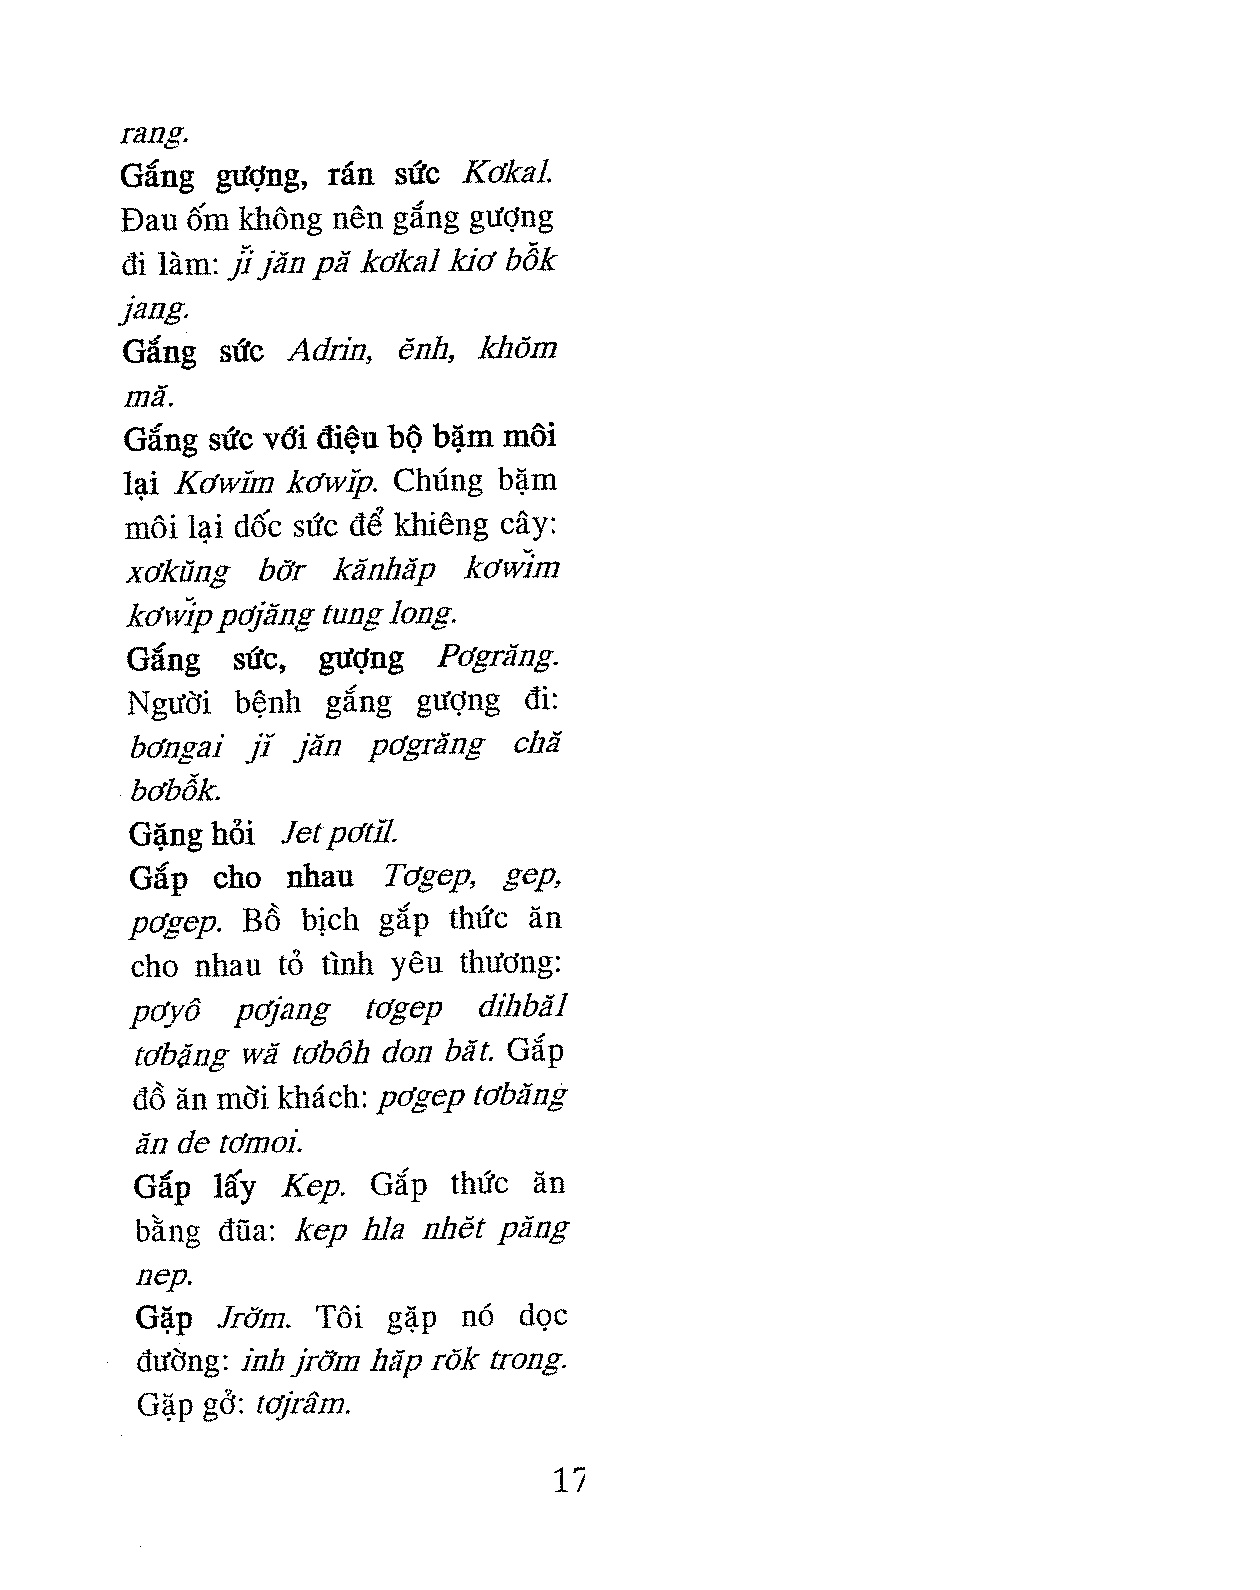 rang.
Gắng gượng, rán sức Kơkal.
Đau ốm không nên gắng gượng
đi làm: jĭ jăn pă kơkal kiơ bô̆k
jang.
Gắng sức Adrin, ĕnh, khŏm
mă.
Gắng sức với điệu bộ bặm môi
lại Kơwĭm kơwĭp. Chúng bặm
môi lại dốc sức để khiêng cây:
xơkŭng bơ̆r kănhăp kơwĭm
kơwĭp pơjăng tung long.
Gắng sức, gượng Pơgrăng.
Người bệnh gắng gượng đi:
bơngai jĭ jăn pơgrăng chă
bơbô̆k.
Gặng hỏi Jet pơtĭl.
Gắp cho nhau Tơgep, gep,
pơgep. Bồ bịch gắp thức ăn
cho nhau tỏ tình yêu thương:
pơyô pơjang tơgep dihbăl
tơbặng wă tơbôh don băt. Gắp
đồ ăn mời khách: pơgep tơbăng
ăn de tơmoi.
Gắp lấy Kep. Gắp thức ăn
bằng đũa: kep hla nhĕt păng
nep.
Gặp Jrơ̆m. Tôi gặp nó dọc
đường: inh jrơ̆m hăp rŏk trong.
Gặp gở: tơjrâm.
17